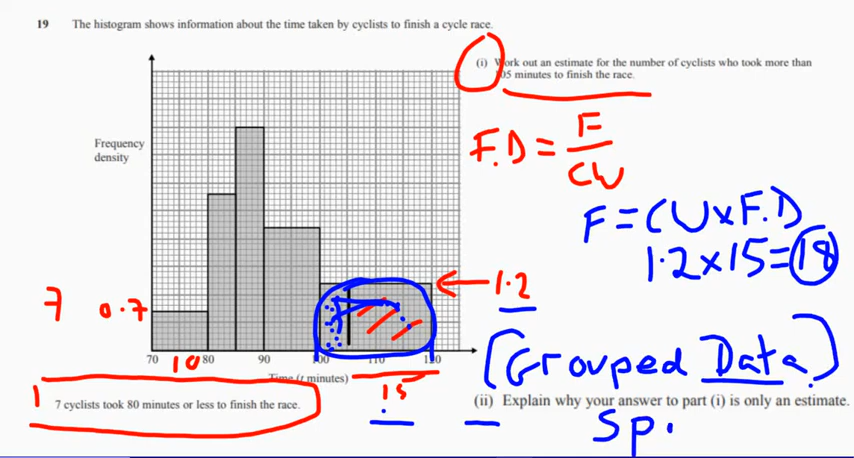 19 The histogram shows information about the time taken by cyclists to finish a cycle race.
(i) Work out an estimate for the number of cyclists who took more than
105 minutes to finish the race.
Frequency
density
F.D = F
CW
F = CW x F.D
1.2 x 15 = 18
1.2
7 0.7
70 80 90 100 110 120
10
Time (t minutes)
15
(Grouped Data.)
1 7 cyclists took 80 minutes or less to finish the race.
(ii) Explain why your answer to part (i) is only an estimate.
Sp.